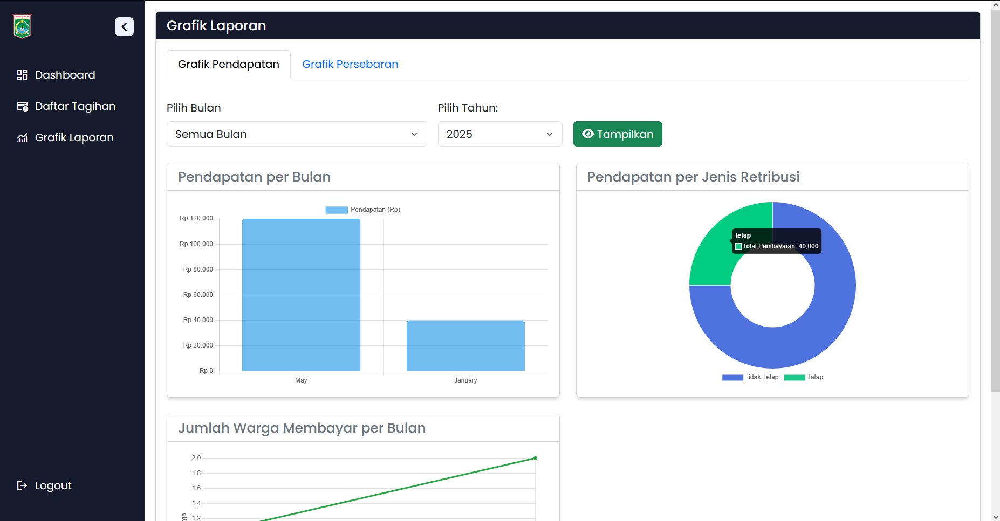 Dashboard
Daftar Tagihan
Grafik Laporan
Logout
Grafik Laporan
Grafik Pendapatan
Grafik Persebaran
Pilih Bulan
Pilih Tahun:
Semua Bulan
2025
Tampilkan
Pendapatan per Bulan
Pendapatan (Rp)
Rp 120.000
Rp 100.000
Rp 80.000
Rp 60.000
Rp 40.000
Rp 20.000
Rp 0
May
January
Pendapatan per Jenis Retribusi
tetap
Total Pembayaran: 40,000
tidak_tetap
tetap
Jumlah Warga Membayar per Bulan
2.0
1.8
1.6
1.4
1.2